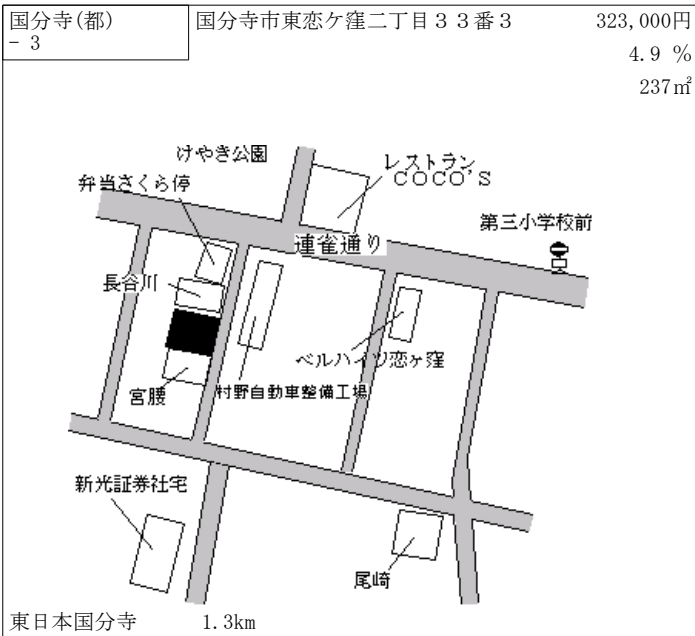 国分寺(都)
- 3
国分寺市東恋ケ窪二丁目３３番３
323,000円
4.9 %
237㎡
けやき公園
レストラン
ＣＯＣＯ'Ｓ
弁当さくら停
第三小学校前
連雀通り
長谷川
ベルハイツ恋ヶ窪
宮腰
村野自動車整備工場
新光証券社宅
尾崎
東日本国分寺
1.3km